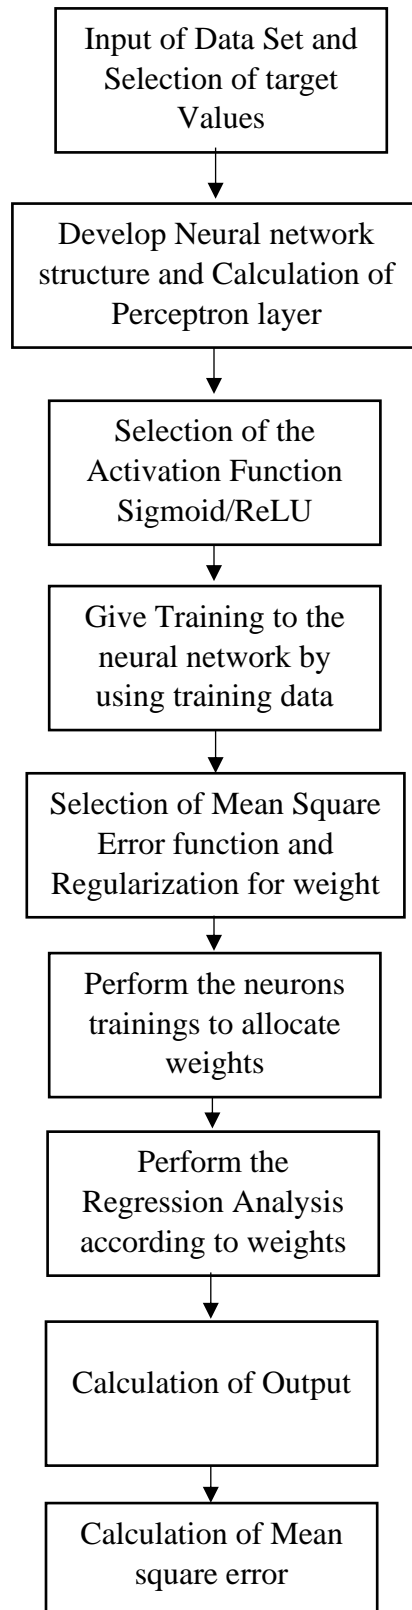 Input of Data Set and
Selection of target
Values
Develop Neural network
structure and Calculation of
Perceptron layer
Selection of the
Activation Function
Sigmoid/ReLU
Give Training to the
neural network by
using training data
Selection of Mean Square
Error function and
Regularization for weight
Perform the neurons
trainings to allocate
weights
Perform the
Regression Analysis
according to weights
Calculation of Output
Calculation of Mean
square error